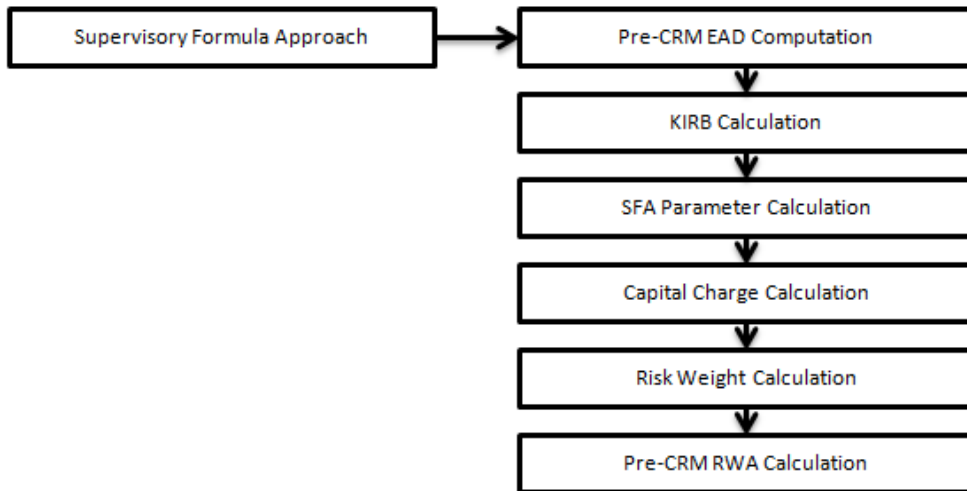 Supervisory Formula Approach
Pre-CRM EAD Computation
KIRB Calculation
SFA Parameter Calculation
Capital Charge Calculation
Risk Weight Calculation
Pre-CRM RWA Calculation